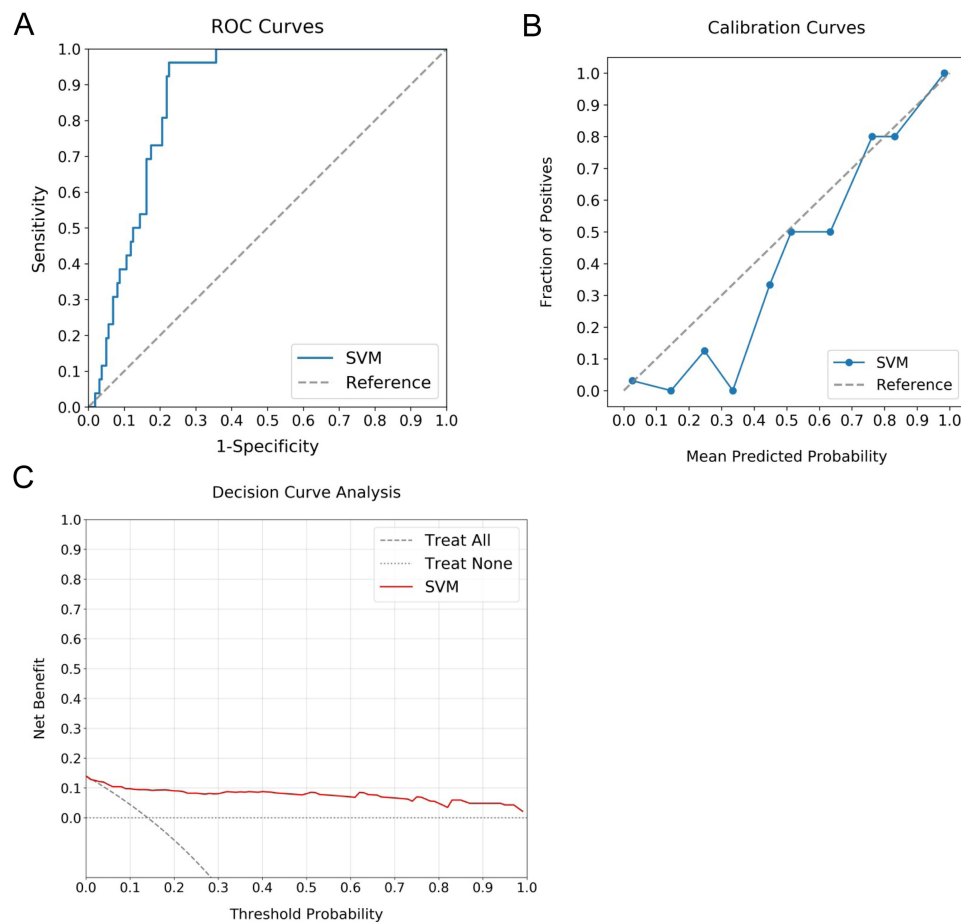 A
ROC Curves
1.0
0.9
0.8
0.7
0.6
0.5
0.4
0.3
0.2
0.1
0.0
Sensitivity
SVM
Reference
0.0 0.1 0.2 0.3 0.4 0.5 0.6 0.7 0.8 0.9 1.0
1-Specificity
B
Calibration Curves
1.0
0.9
0.8
0.7
0.6
0.5
0.4
0.3
0.2
0.1
0.0
Fraction of Positives
SVM
Reference
0.0 0.1 0.2 0.3 0.4 0.5 0.6 0.7 0.8 0.9 1.0
Mean Predicted Probability
C
Decision Curve Analysis
1.0
0.9
0.8
0.7
0.6
0.5
0.4
0.3
0.2
0.1
0.0
Net Benefit
Treat All
Treat None
SVM
0.0 0.1 0.2 0.3 0.4 0.5 0.6 0.7 0.8 0.9 1.0
Threshold Probability